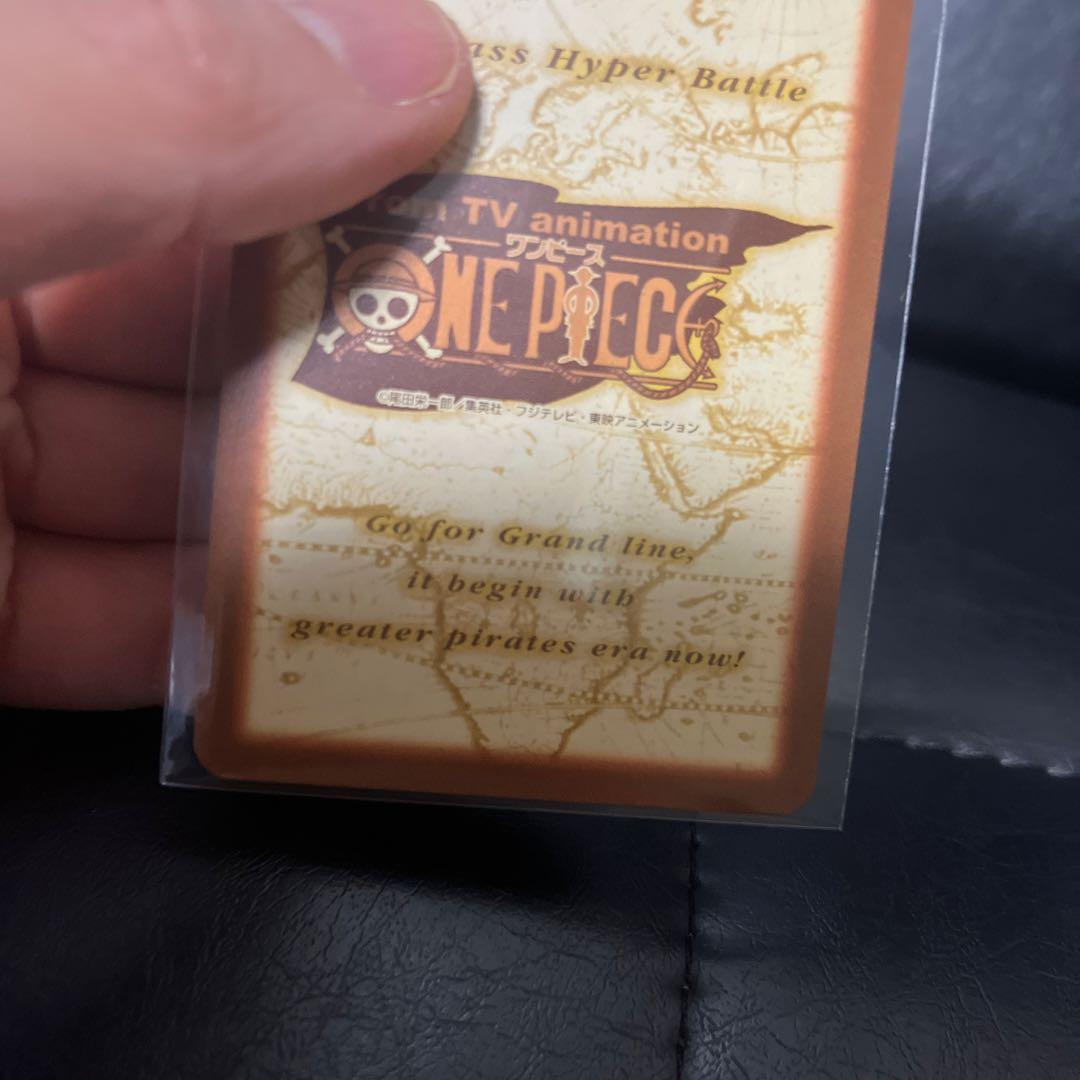 Hyper Battle
TV animation
ワンピース
ONE PIECE
©尾田栄一郎／集英社・フジテレビ・東映アニメーション
Go for Grand line,
it begin with
greater pirates era now!